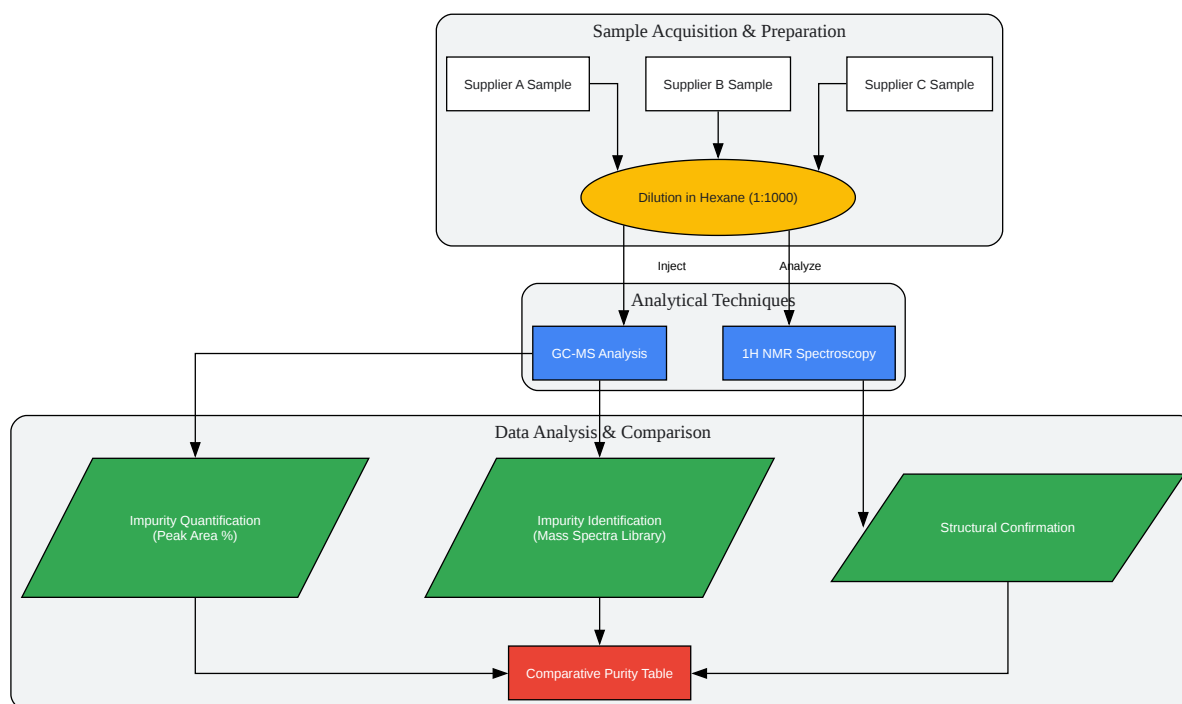 Sample Acquisition & Preparation
Supplier A Sample
Supplier B Sample
Supplier C Sample
Dilution in Hexane (1:1000)
Inject
Analyze
Analytical Techniques
GC-MS Analysis
1H NMR Spectroscopy
Data Analysis & Comparison
Impurity Quantification
(Peak Area %)
Impurity Identification
(Mass Spectra Library)
Structural Confirmation
Comparative Purity Table